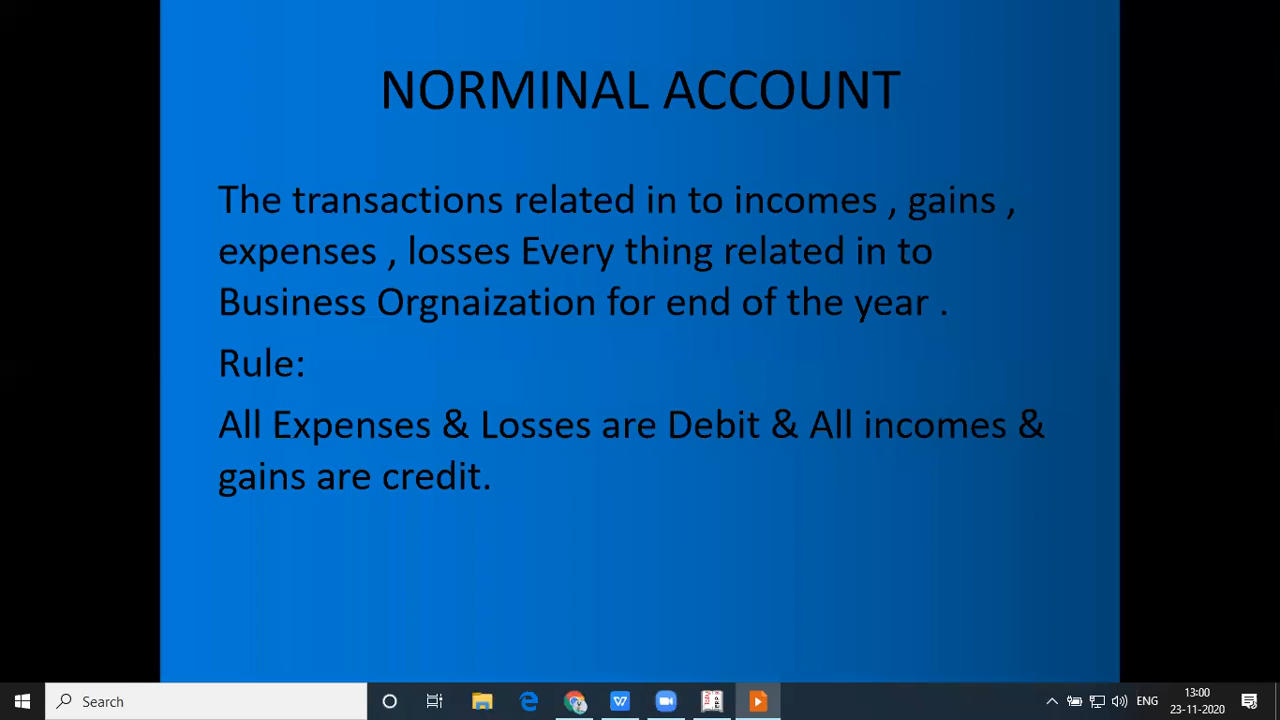 NORMINAL ACCOUNT
The transactions related in to incomes , gains ,
expenses , losses Every thing related in to
Business Orgnaization for end of the year .
Rule:
All Expenses & Losses are Debit & All incomes &
gains are credit.
Search
ENG
13:00
23-11-2020